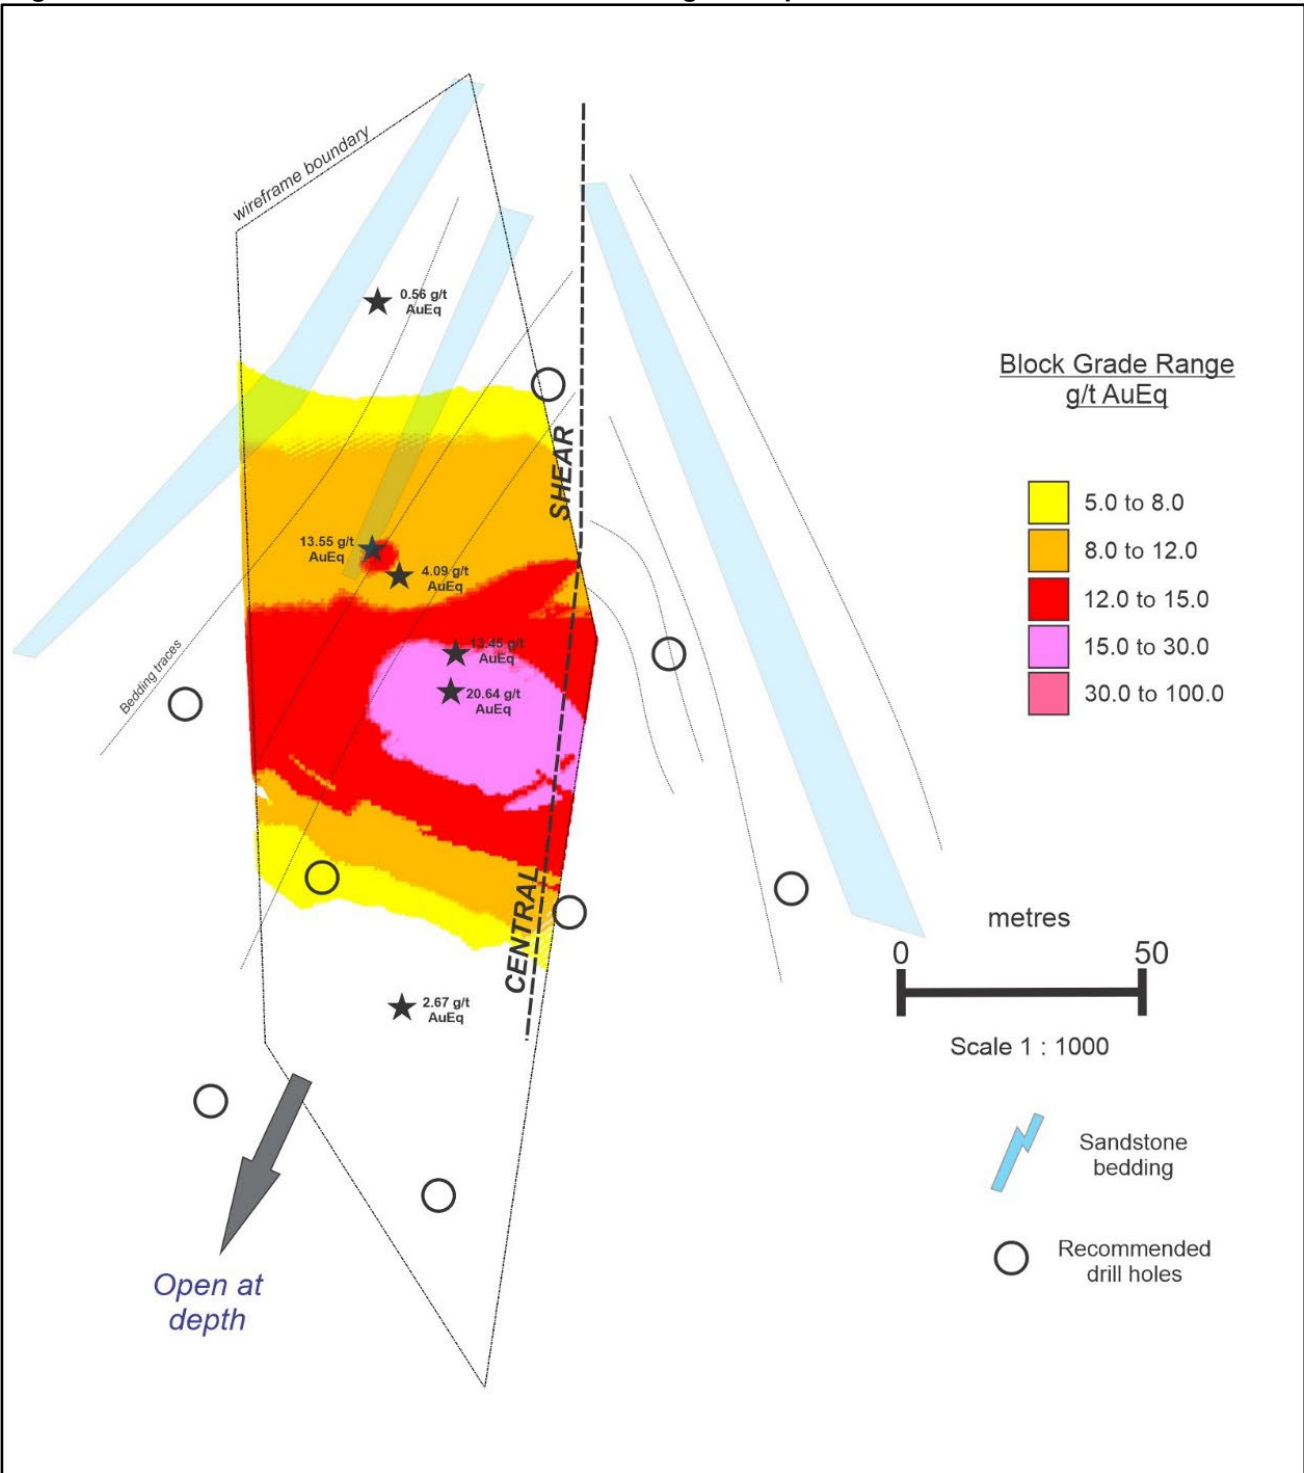 wireframe boundary
0.56 g/t
AuEq
SHEAR
13.55 g/t
AuEq
4.09 g/t
AuEq
13.45 g/t
AuEq
20.64 g/t
AuEq
Bedding traces
CENTRAL
2.67 g/t
AuEq
Open at
depth
Block Grade Range
g/t AuEq
5.0 to 8.0
8.0 to 12.0
12.0 to 15.0
15.0 to 30.0
30.0 to 100.0
metres
0 50
Scale 1 : 1000
Sandstone
bedding
Recommended
drill holes